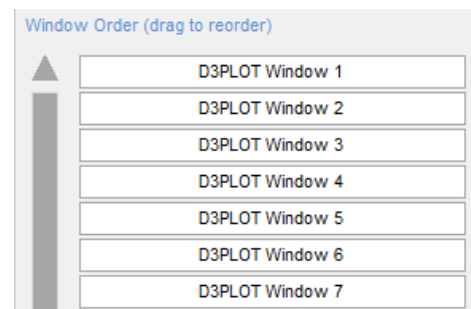 Window Order (drag to reorder)
D3PLOT Window 1
D3PLOT Window 2
D3PLOT Window 3
D3PLOT Window 4
D3PLOT Window 5
D3PLOT Window 6
D3PLOT Window 7